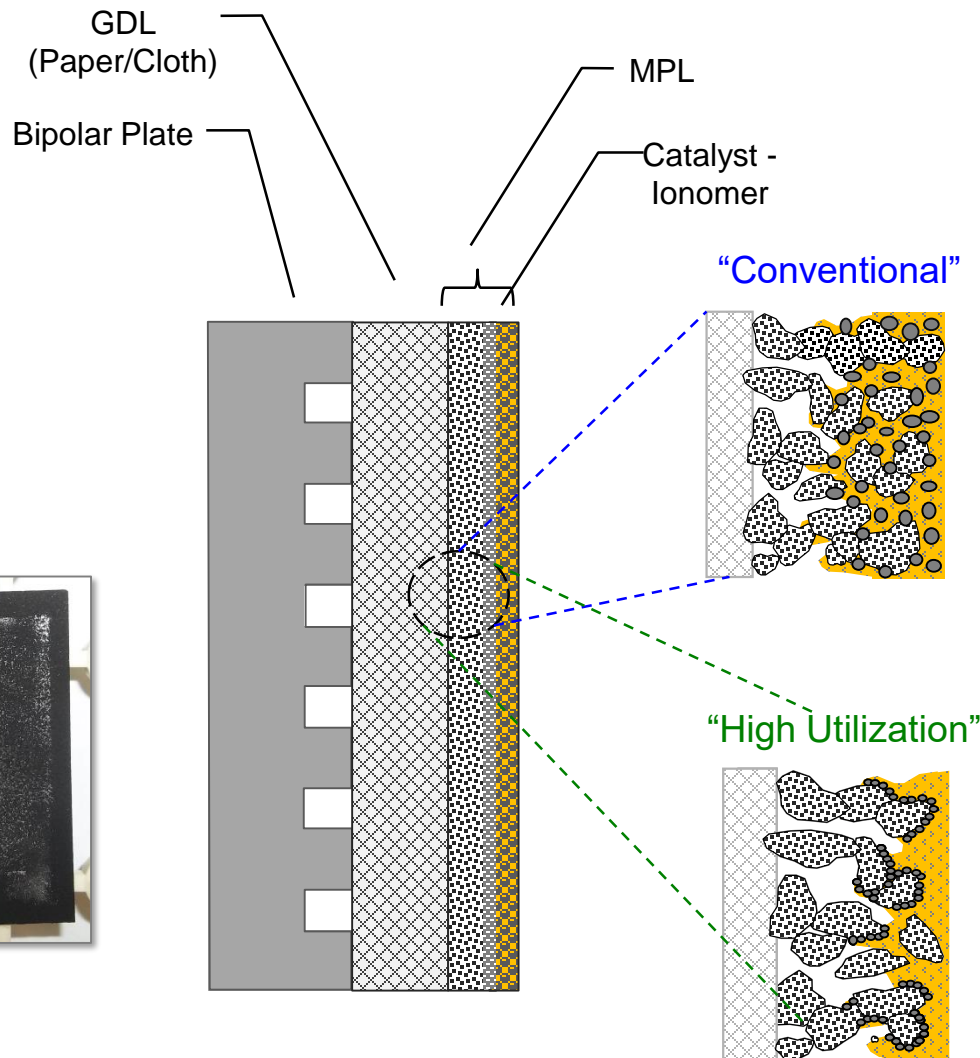 GDL
(Paper/Cloth)
MPL
Bipolar Plate
Catalyst -
Ionomer
“Conventional”
“High Utilization”